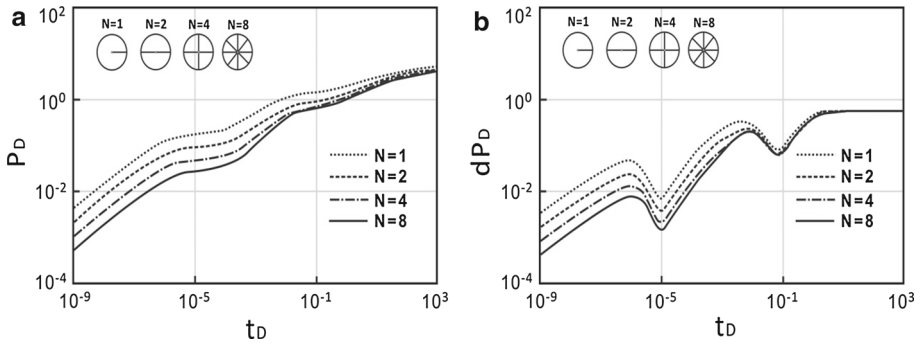 a
N=1 N=2 N=4 N=8
10^2
10^0
10^-2
10^-4
P_D
N=1
N=2
N=4
N=8
10^-9 10^-5 10^-1 10^3
t_D
b
N=1 N=2 N=4 N=8
10^2
10^0
10^-2
10^-4
dP_D
N=1
N=2
N=4
N=8
10^-9 10^-5 10^-1 10^3
t_D